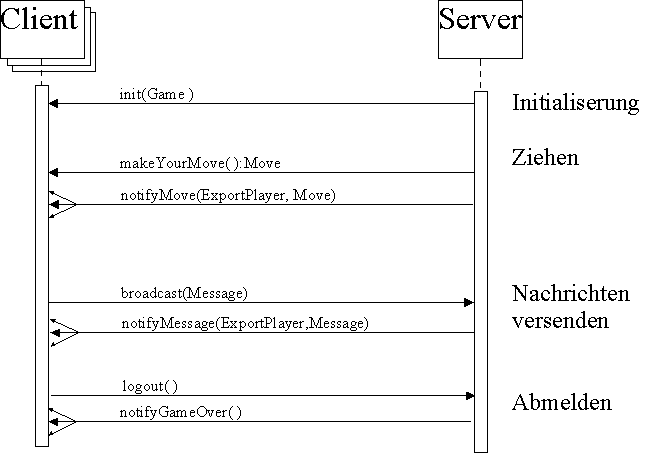 Client
Server
init(Game )
Initialiserung
makeYourMove( ):Move
Ziehen
notifyMove(ExportPlayer, Move)
broadcast(Message)
Nachrichten
versenden
notifyMessage(ExportPlayer,Message)
logout( )
Abmelden
notifyGameOver( )